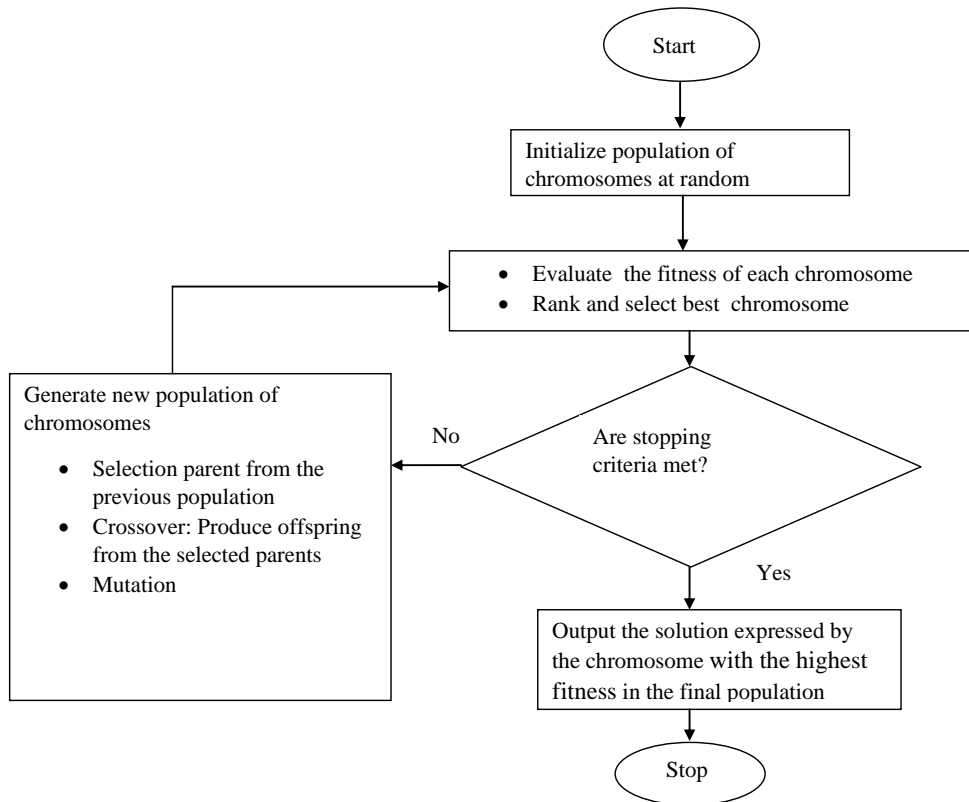 Start
Initialize population of
chromosomes at random
• Evaluate the fitness of each chromosome
• Rank and select best chromosome
Generate new population of
chromosomes
• Selection parent from the
previous population
• Crossover: Produce offspring
from the selected parents
• Mutation
No
Are stopping
criteria met?
Yes
Output the solution expressed by
the chromosome with the highest
fitness in the final population
Stop